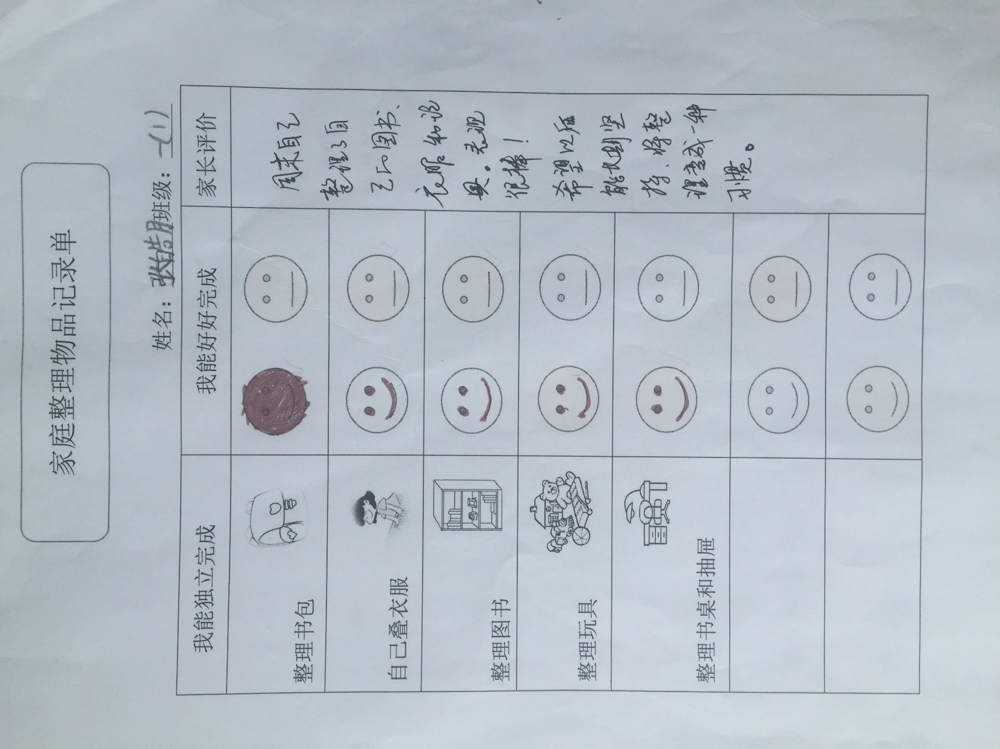 家庭整理物品记录单
姓名：张皓月班级：一(1)
我能独立完成 我能好好完成 家长评价
整理书包
自己叠衣服
整理图书
整理玩具
整理书桌和抽屉
周末自己
整理了自
己的图书、
衣服和玩
具。表现
很棒！
希望以后
能长期坚
持、将整
理变成一种
习惯。